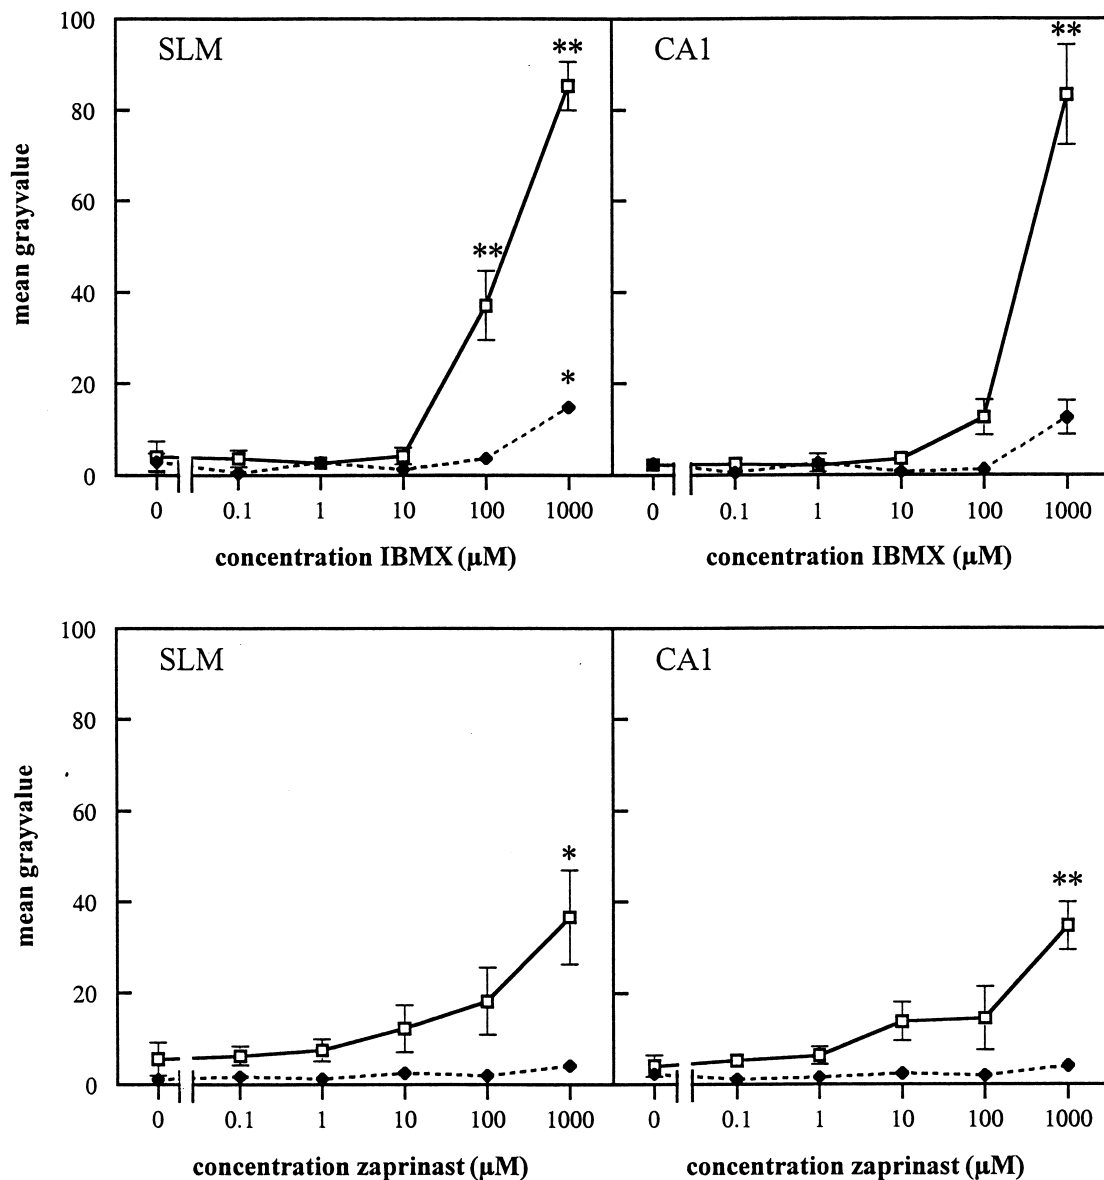 100
80
60
40
20
0
mean grayvalue
SLM
**
**
*
CA1
**
0 0.1 1 10 100 1000
0 0.1 1 10 100 1000
concentration IBMX (μM)
concentration IBMX (μM)
100
80
60
40
20
0
mean grayvalue
SLM
*
CA1
**
0 0.1 1 10 100 1000
0 0.1 1 10 100 1000
concentration zaprinast (μM)
concentration zaprinast (μM)